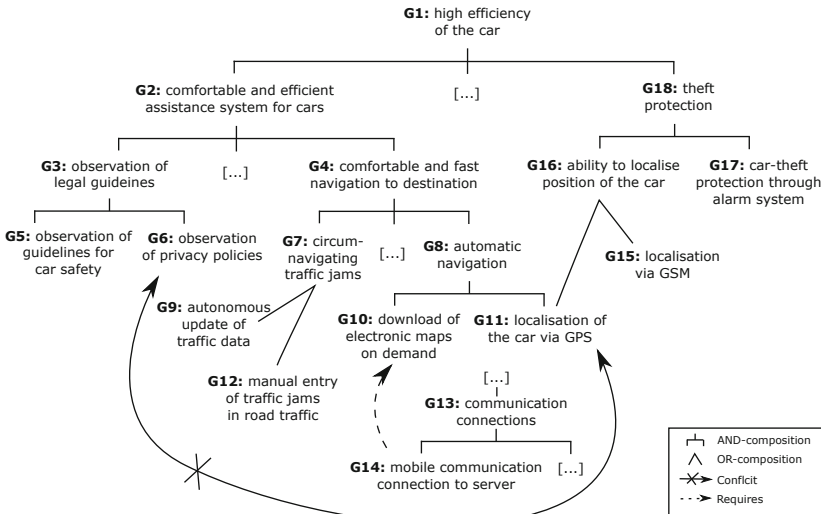 G1: high efficiency
of the car
G2: comfortable and efficient
assistance system for cars
[...]
G18: theft
protection
G3: observation of
legal guideines
[...]
G4: comfortable and fast
navigation to destination
G16: ability to localise
position of the car
G17: car-theft
protection through
alarm system
G5: observation of
guidelines for
car safety
G6: observation
of privacy policies
G7: circum-
navigating
traffic jams
[...]
G8: automatic
navigation
G15: localisation
via GSM
G9: autonomous
update of
traffic data
G10: download of
electronic maps
on demand
G11: localisation of
the car via GPS
G12: manual entry
of traffic jams
in road traffic
[...]
G13: communication
connections
G14: mobile communication
connection to server
[...]
AND-composition
OR-composition
Conflcit
Requires